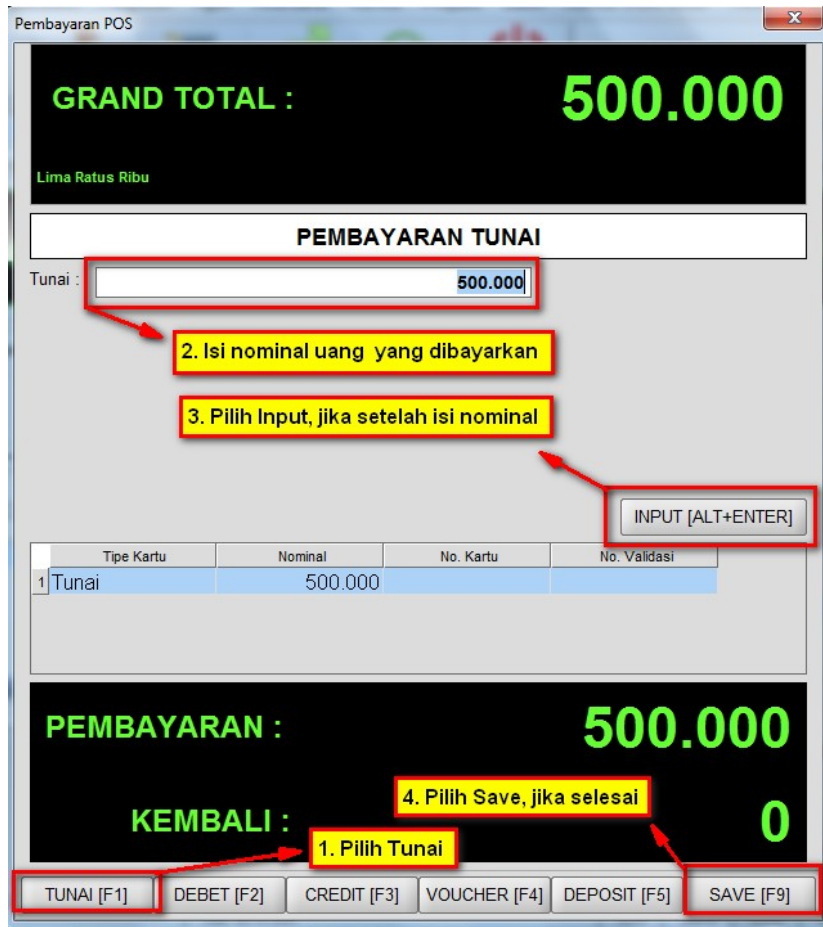 Pembayaran POS
GRAND TOTAL : 500.000
Lima Ratus Ribu
PEMBAYARAN TUNAI
Tunai : 500.000
2. Isi nominal uang yang dibayarkan
3. Pilih Input, jika setelah isi nominal
INPUT [ALT+ENTER]
Tipe Kartu Nominal No. Kartu No. Validasi
1 Tunai 500.000
PEMBAYARAN : 500.000
4. Pilih Save, jika selesai
KEMBALI : 0
1. Pilih Tunai
TUNAI [F1] DEBET [F2] CREDIT [F3] VOUCHER [F4] DEPOSIT [F5] SAVE [F9]